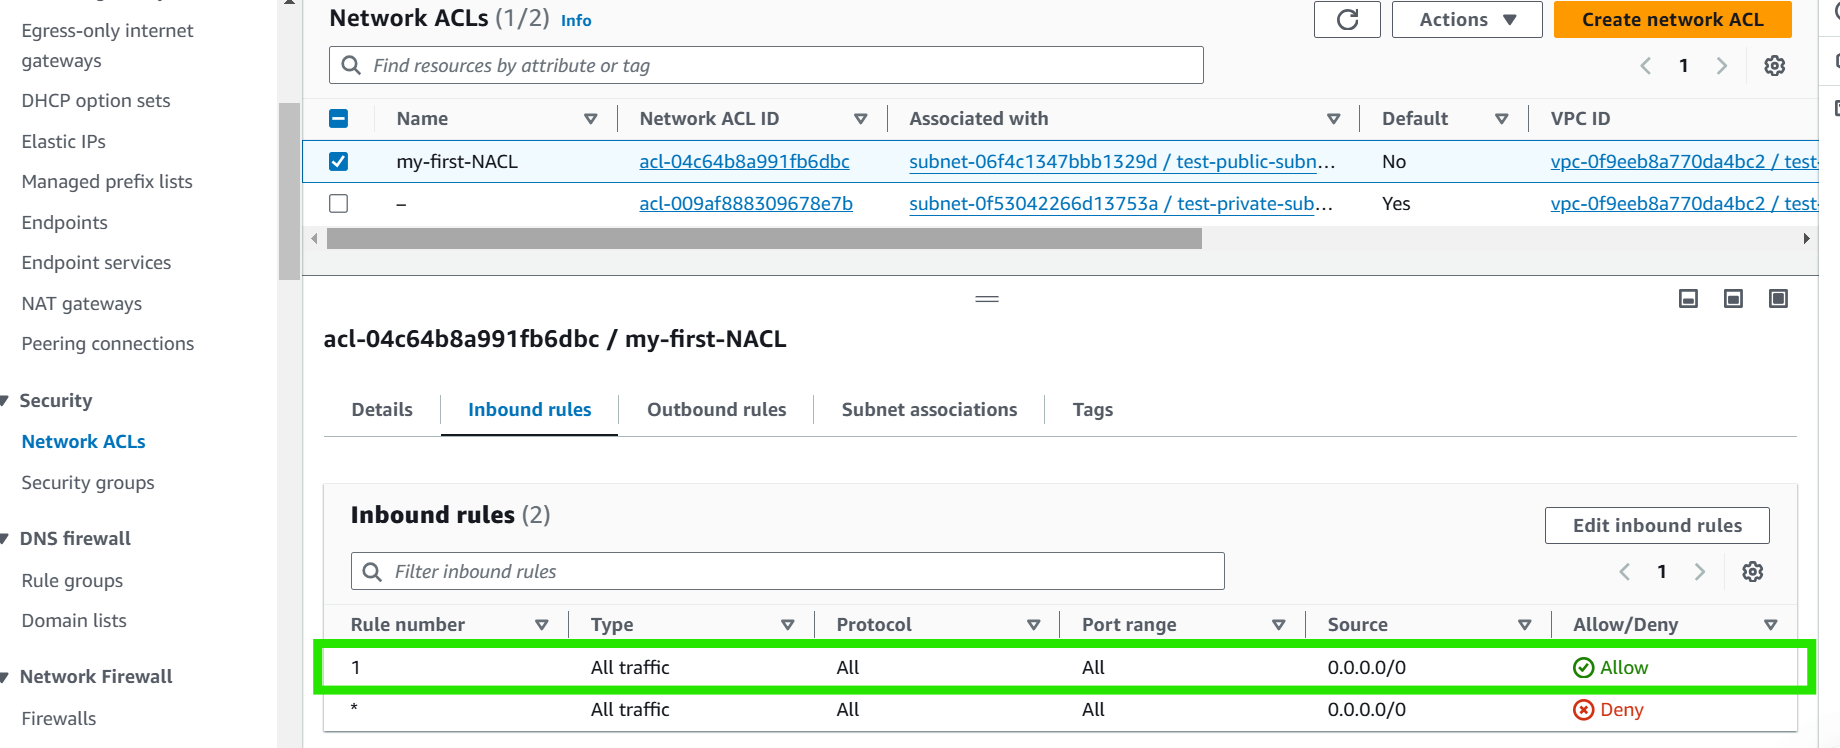 Egress-only internet
gateways
DHCP option sets
Elastic IPs
Managed prefix lists
Endpoints
Endpoint services
NAT gateways
Peering connections
Security
Network ACLs
Security groups
DNS firewall
Rule groups
Domain lists
Network Firewall
Firewalls
Network ACLs (1/2) Info
Actions
Create network ACL
Find resources by attribute or tag
1
Name Network ACL ID Associated with Default VPC ID
my-first-NACL acl-04c64b8a991fb6dbc subnet-06f4c1347bbb1329d / test-public-subn... No vpc-0f9eeb8a770da4bc2 / test-
– acl-009af888309678e7b subnet-0f53042266d13753a / test-private-sub... Yes vpc-0f9eeb8a770da4bc2 / test-
acl-04c64b8a991fb6dbc / my-first-NACL
Details Inbound rules Outbound rules Subnet associations Tags
Inbound rules (2)
Edit inbound rules
Filter inbound rules
1
Rule number Type Protocol Port range Source Allow/Deny
1 All traffic All All 0.0.0.0/0 Allow
* All traffic All All 0.0.0.0/0 Deny